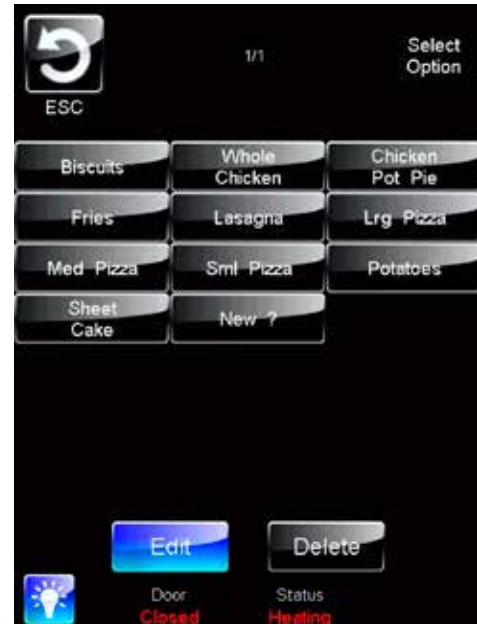 1/1
Select
Option
ESC
Biscuits
Whole
Chicken
Chicken
Pot Pie
Fries
Lasagna
Lrg Pizza
Med Pizza
Sml Pizza
Potatoes
Sheet
Cake
New ?
Edit
Delete
Door
Status
Closed
Heating